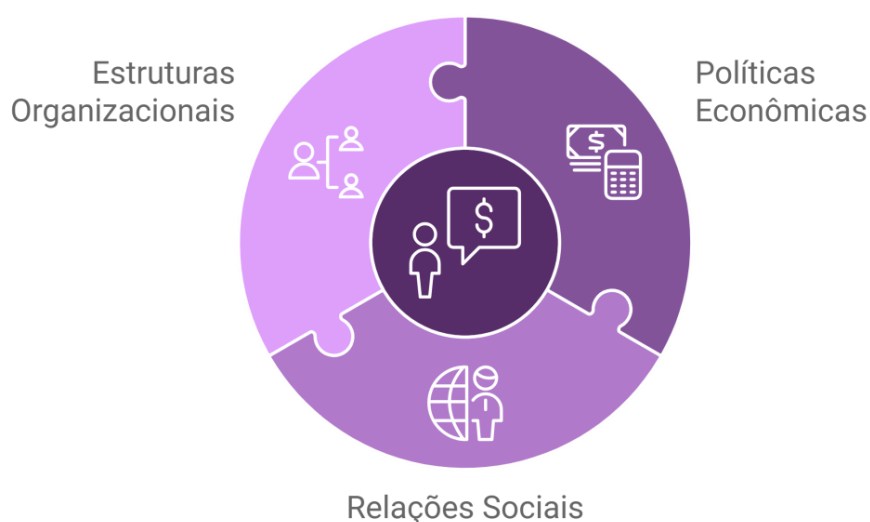 Estruturas
Organizacionais
Políticas
Econômicas
$
$
Relações Sociais